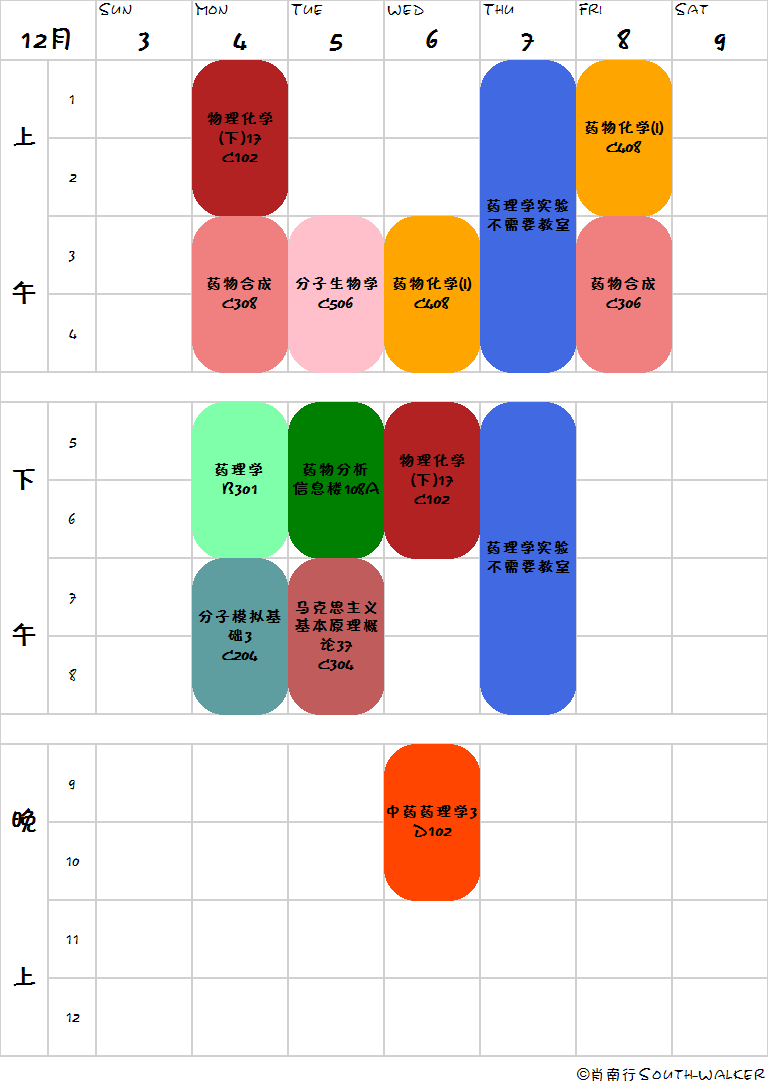 SUN MON TUE WED THU FRI SAT
12月 3 4 5 6 7 8 9
上
午
1
2
3
4
物理化学
(下)17
C102
药物合成
C308
分子生物学
C506
药物化学(I)
C408
药理学实验
不需要教室
药物化学(I)
C408
药物合成
C306
下
午
5
6
7
8
药理学
B301
分子模拟基
础3
C204
药物分析
信息楼108A
马克思主义
基本原理概
论37
C304
物理化学
(下)17
C102
药理学实验
不需要教室
晚
上
9
10
11
12
中药药理学3
D102
©肖南行SOUTH-WALKER